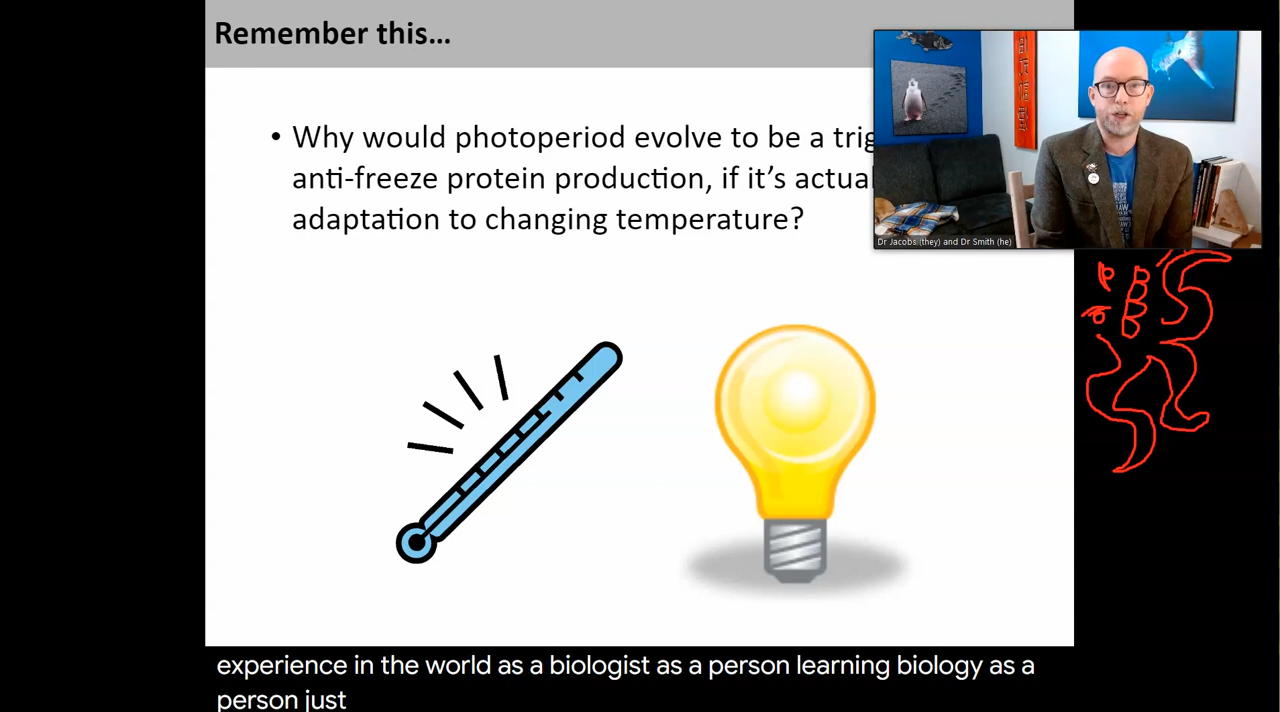 Remember this…
• Why would photoperiod evolve to be a trig
anti-freeze protein production, if it's actual
adaptation to changing temperature?
Dr Jacobs (they) and Dr Smith (he)
experience in the world as a biologist as a person learning biology as a
person just